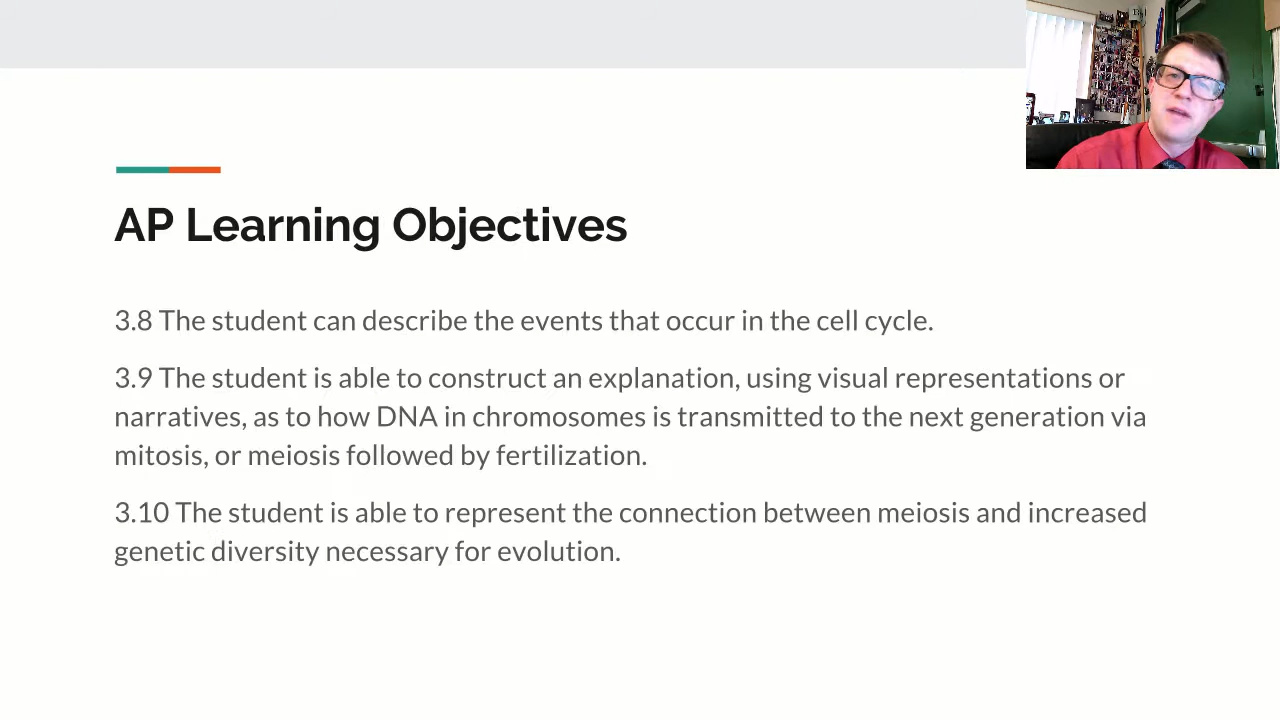 AP Learning Objectives
3.8 The student can describe the events that occur in the cell cycle.
3.9 The student is able to construct an explanation, using visual representations or
narratives, as to how DNA in chromosomes is transmitted to the next generation via
mitosis, or meiosis followed by fertilization.
3.10 The student is able to represent the connection between meiosis and increased
genetic diversity necessary for evolution.